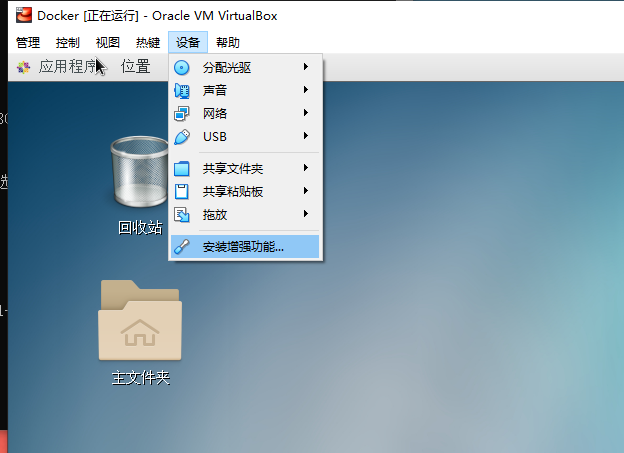 Docker [正在运行] - Oracle VM VirtualBox
管理 控制 视图 热键 设备 帮助
应用程序 位置
分配光驱
声音
网络
USB
共享文件夹
共享粘贴板
拖放
安装增强功能...
回收站
主文件夹